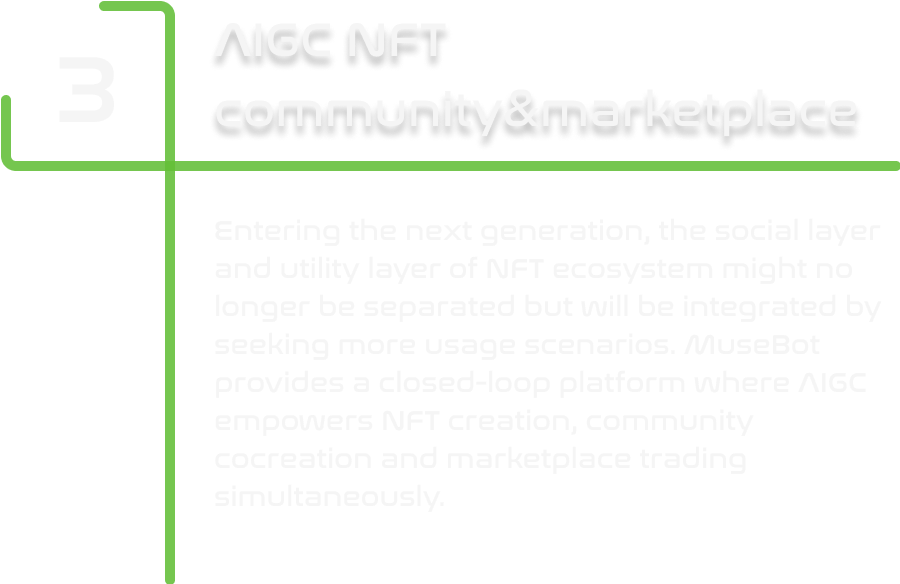 3
AIGC NFT
community&marketplace
Entering the next generation, the social layer
and utility layer of NFT ecosystem might no
longer be separated but will be integrated by
seeking more usage scenarios. MuseBot
provides a closed-loop platform where AIGC
empowers NFT creation, community
cocreation and marketplace trading
simultaneously.